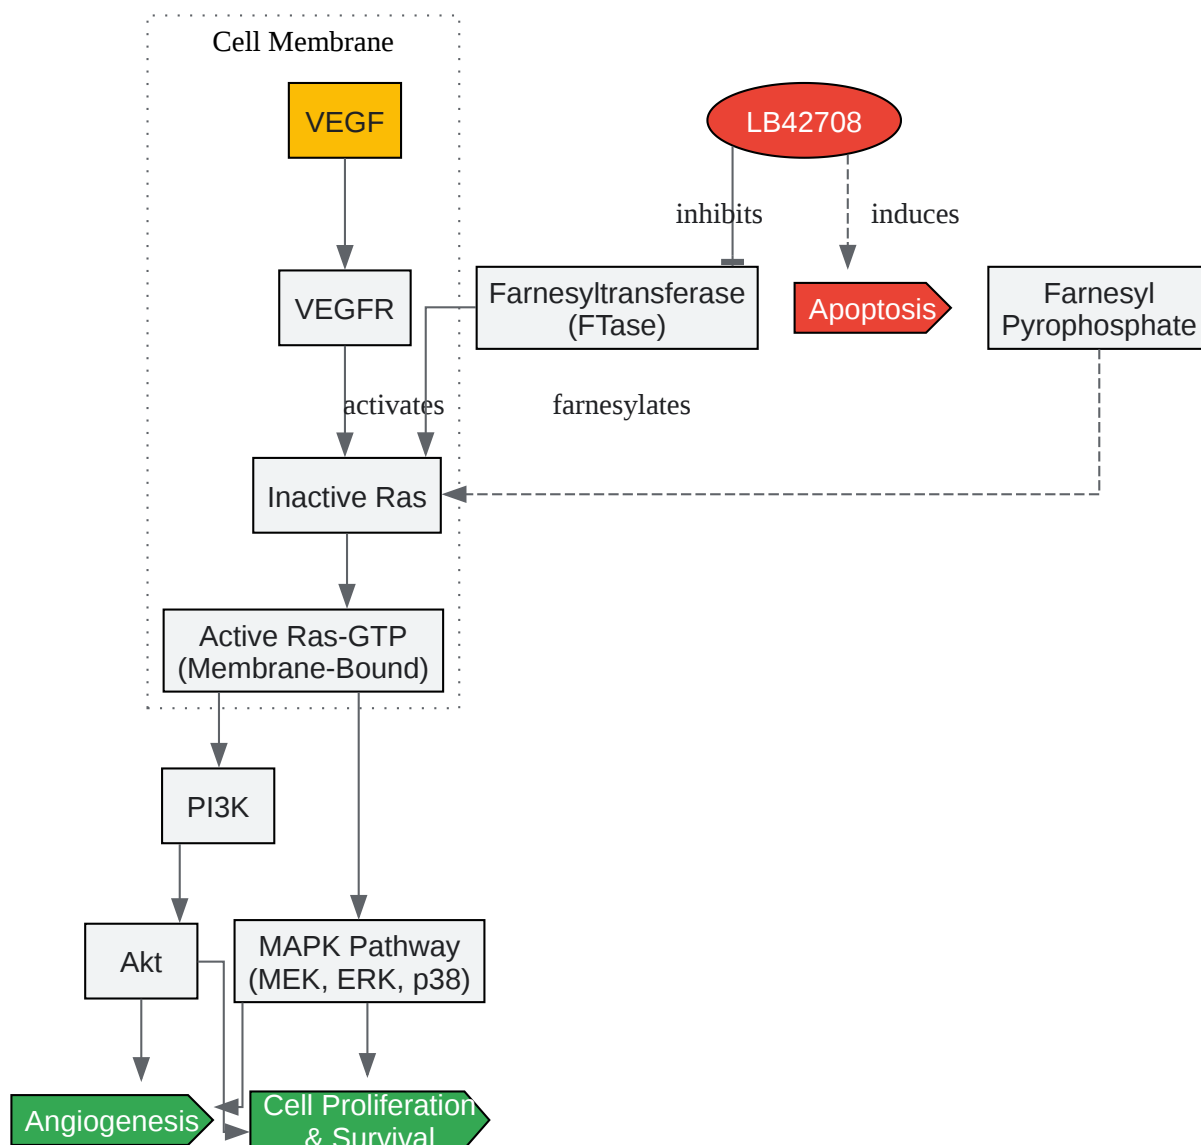 Cell Membrane
VEGF
LB42708
inhibits
induces
VEGFR
Farnesyltransferase
(FTase)
Apoptosis
Farnesyl
Pyrophosphate
activates
farnesylates
Inactive Ras
Active Ras-GTP
(Membrane-Bound)
PI3K
Akt
MAPK Pathway
(MEK, ERK, p38)
Angiogenesis
Cell Proliferation
& Survival